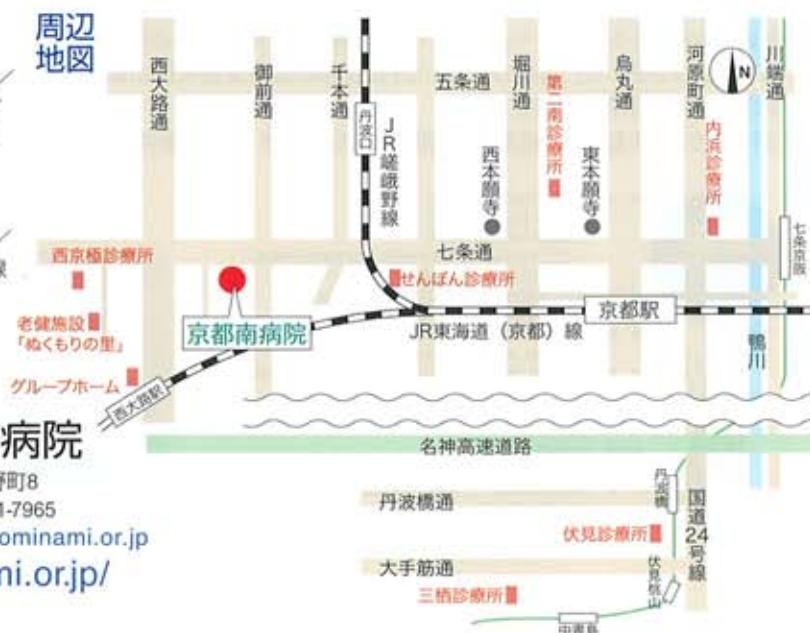 周辺
地図
西大路通
御前通
千本通
丹波口
JR嵯峨野線
五条通
堀川通
第二南診療所
烏丸通
河原町通
N
川端通
内浜診療所
西本願寺
東本願寺
七条京阪
七条通
西京極診療所
せんぼん診療所
京都南病院
京都駅
JR東海道(京都)線
鴨川
老健施設
「ぬくもりの里」
グループホーム
西大路駅
病院
名神高速道路
町8
-7965
ominami.or.jp
mi.or.jp/
丹波橋通
丹波橋
国道24号線
伏見診療所
大手筋通
伏見桃山
三栖診療所